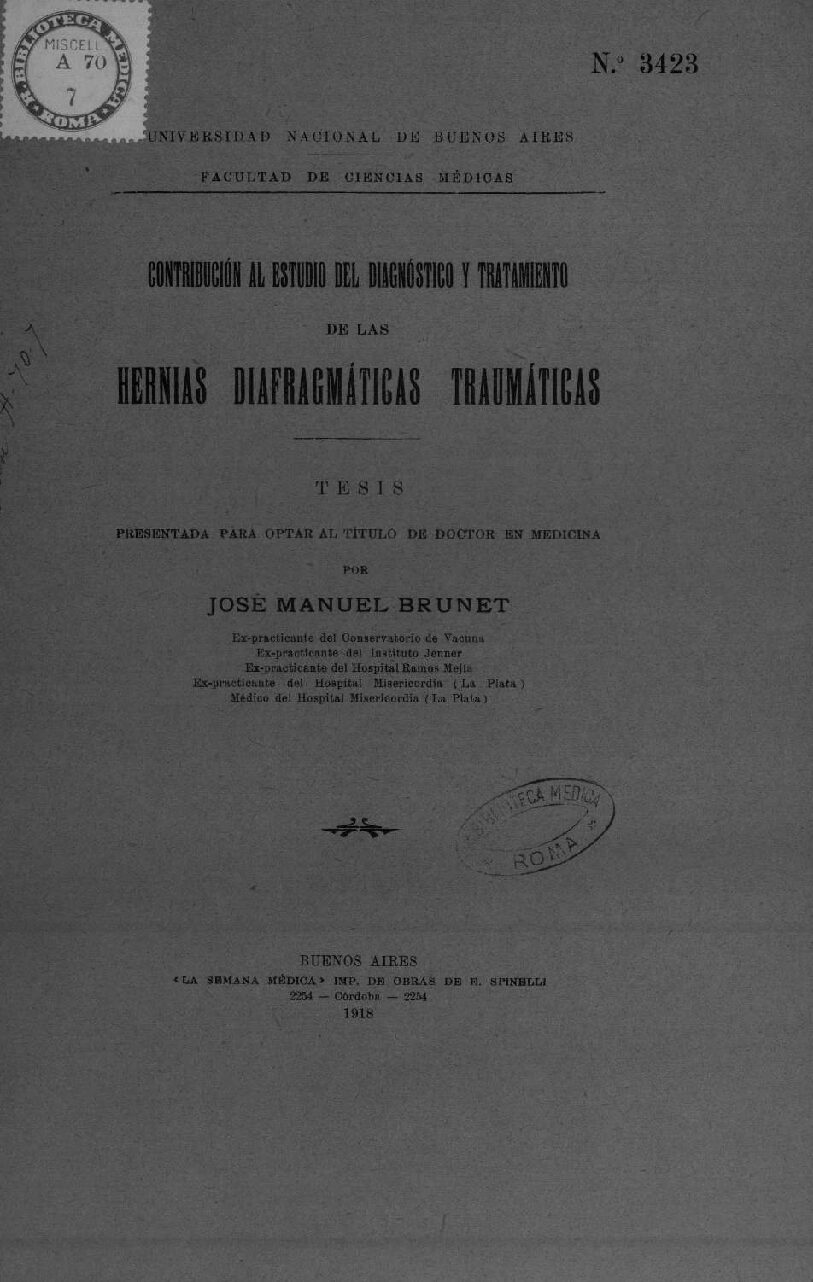 BIBLIOTECA MEDICA
MISCELL
A 70
7
ROMA
N.º 3423
UNIVERSIDAD NACIONAL DE BUENOS AIRES
FACULTAD DE CIENCIAS MÉDICAS
CONTRIBUCIÓN AL ESTUDIO DEL DIAGNÓSTICO Y TRATAMIENTO
DE LAS
HERNIAS DIAFRAGMÁTICAS TRAUMÁTICAS
TESIS
PRESENTADA PARA OPTAR AL TÍTULO DE DOCTOR EN MEDICINA
POR
JOSÉ MANUEL BRUNET
Ex-practicante del Conservatorio de Vacuna
Ex-practicante del Instituto Jenner
Ex-practicante del Hospital Ramos Mejía
Ex-practicante del Hospital Misericordia (La Plata)
Médico del Hospital Misericordia (La Plata)
BIBLIOTECA MEDICA
ROMA
BUENOS AIRES
«LA SEMANA MÉDICA» IMP. DE OBRAS DE E. SPINELLI
2254 — Córdoba — 2254
1918